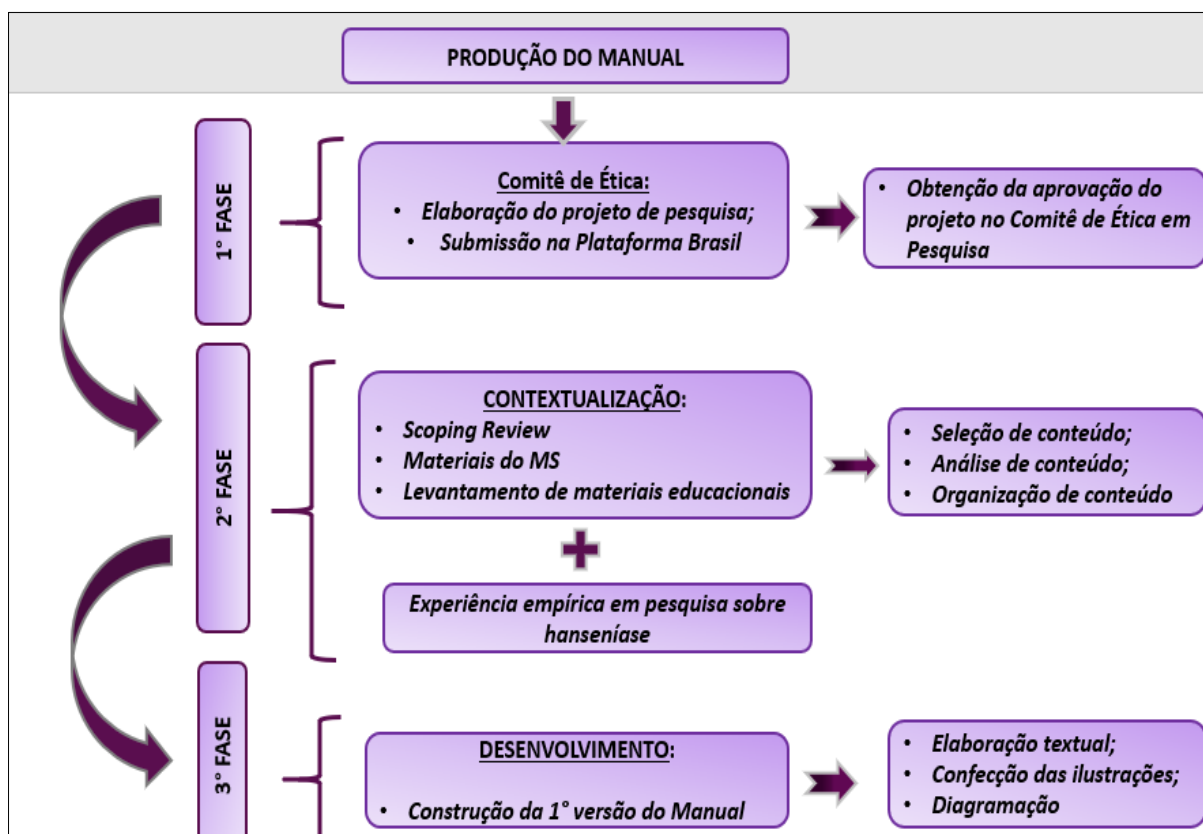 PRODUÇÃO DO MANUAL
1° FASE
Comitê de Ética:
• Elaboração do projeto de pesquisa;
• Submissão na Plataforma Brasil
• Obtenção da aprovação do
projeto no Comitê de Ética em
Pesquisa
2° FASE
CONTEXTUALIZAÇÃO:
• Scoping Review
• Materiais do MS
• Levantamento de materiais educacionais
• Seleção de conteúdo;
• Análise de conteúdo;
• Organização de conteúdo
Experiência empírica em pesquisa sobre
hanseníase
3° FASE
DESENVOLVIMENTO:
• Construção da 1° versão do Manual
• Elaboração textual;
• Confecção das ilustrações;
• Diagramação